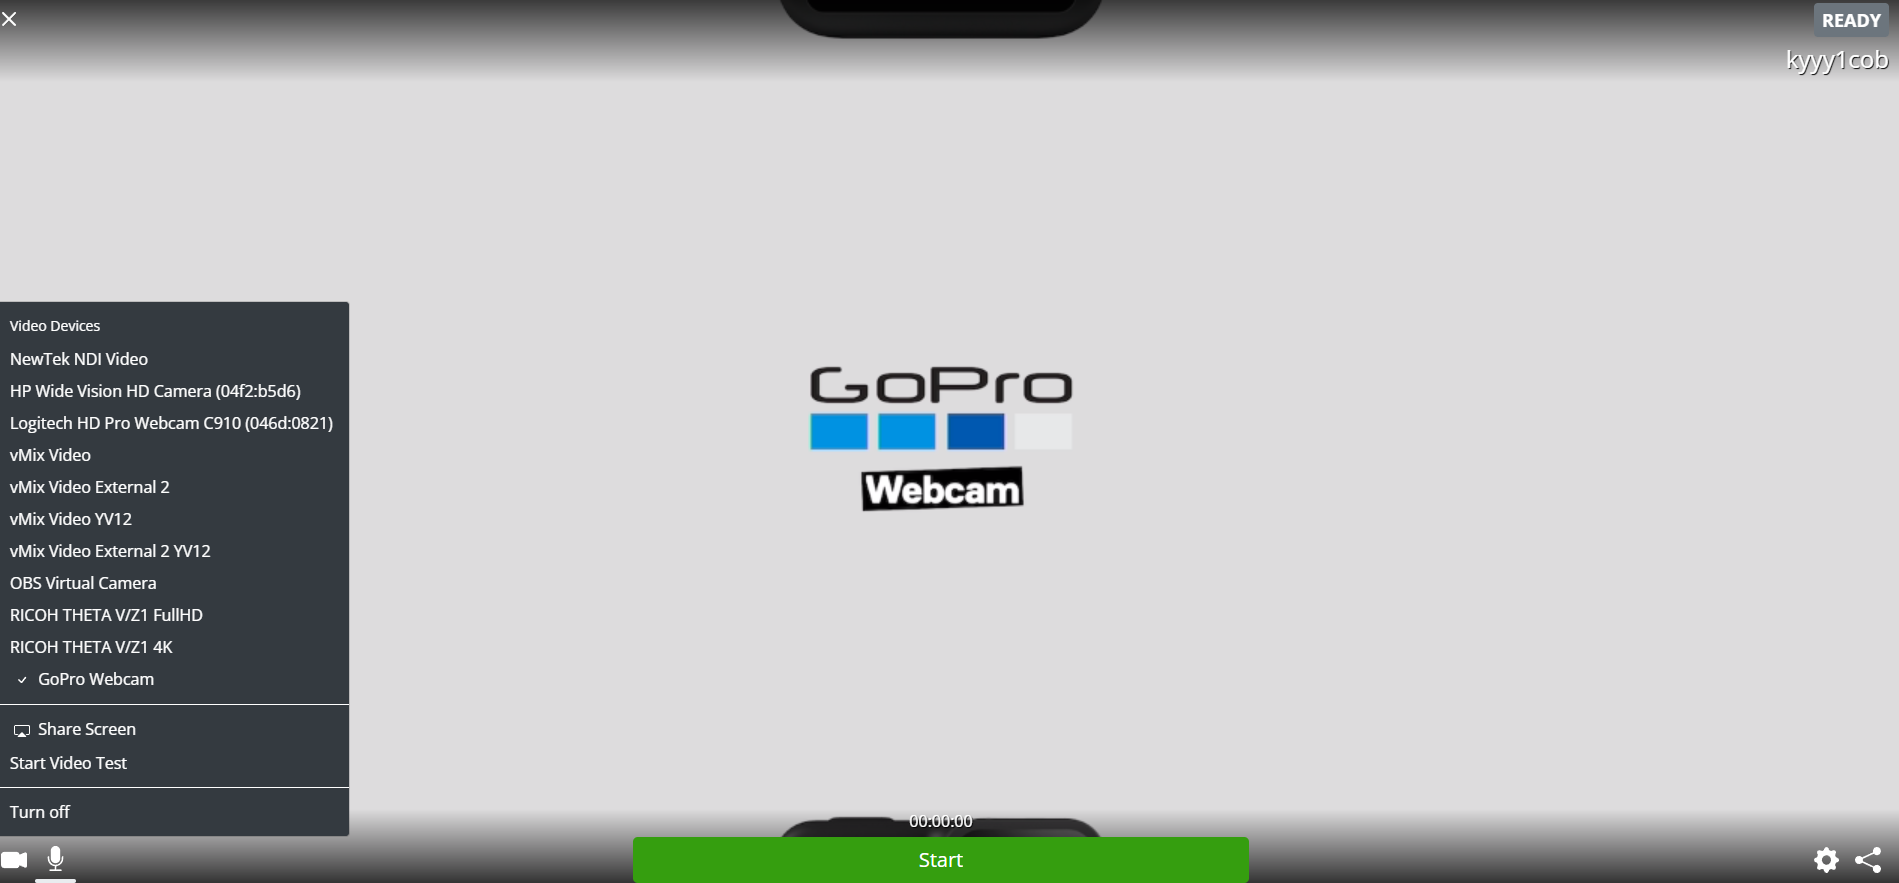 READY
kyyy1cob
Video Devices
NewTek NDI Video
HP Wide Vision HD Camera (04f2:b5d6)
Logitech HD Pro Webcam C910 (046d:0821)
vMix Video
vMix Video External 2
vMix Video YV12
vMix Video External 2 YV12
OBS Virtual Camera
RICOH THETA V/Z1 FullHD
RICOH THETA V/Z1 4K
GoPro Webcam
Share Screen
Start Video Test
Turn off
GoPro
Webcam
00:00:00
Start